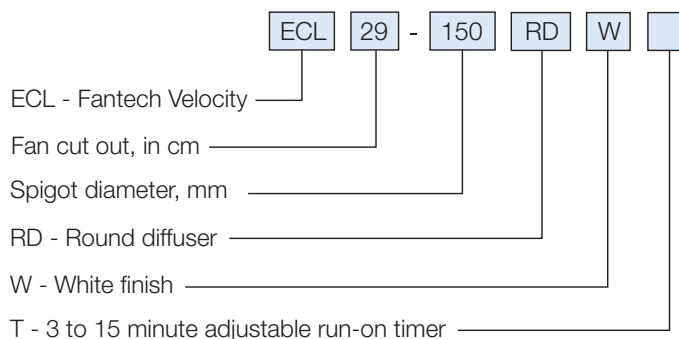 ECL 29 - 150 RD W
ECL - Fantech Velocity
Fan cut out, in cm
Spigot diameter, mm
RD - Round diffuser
W - White finish
T - 3 to 15 minute adjustable run-on timer